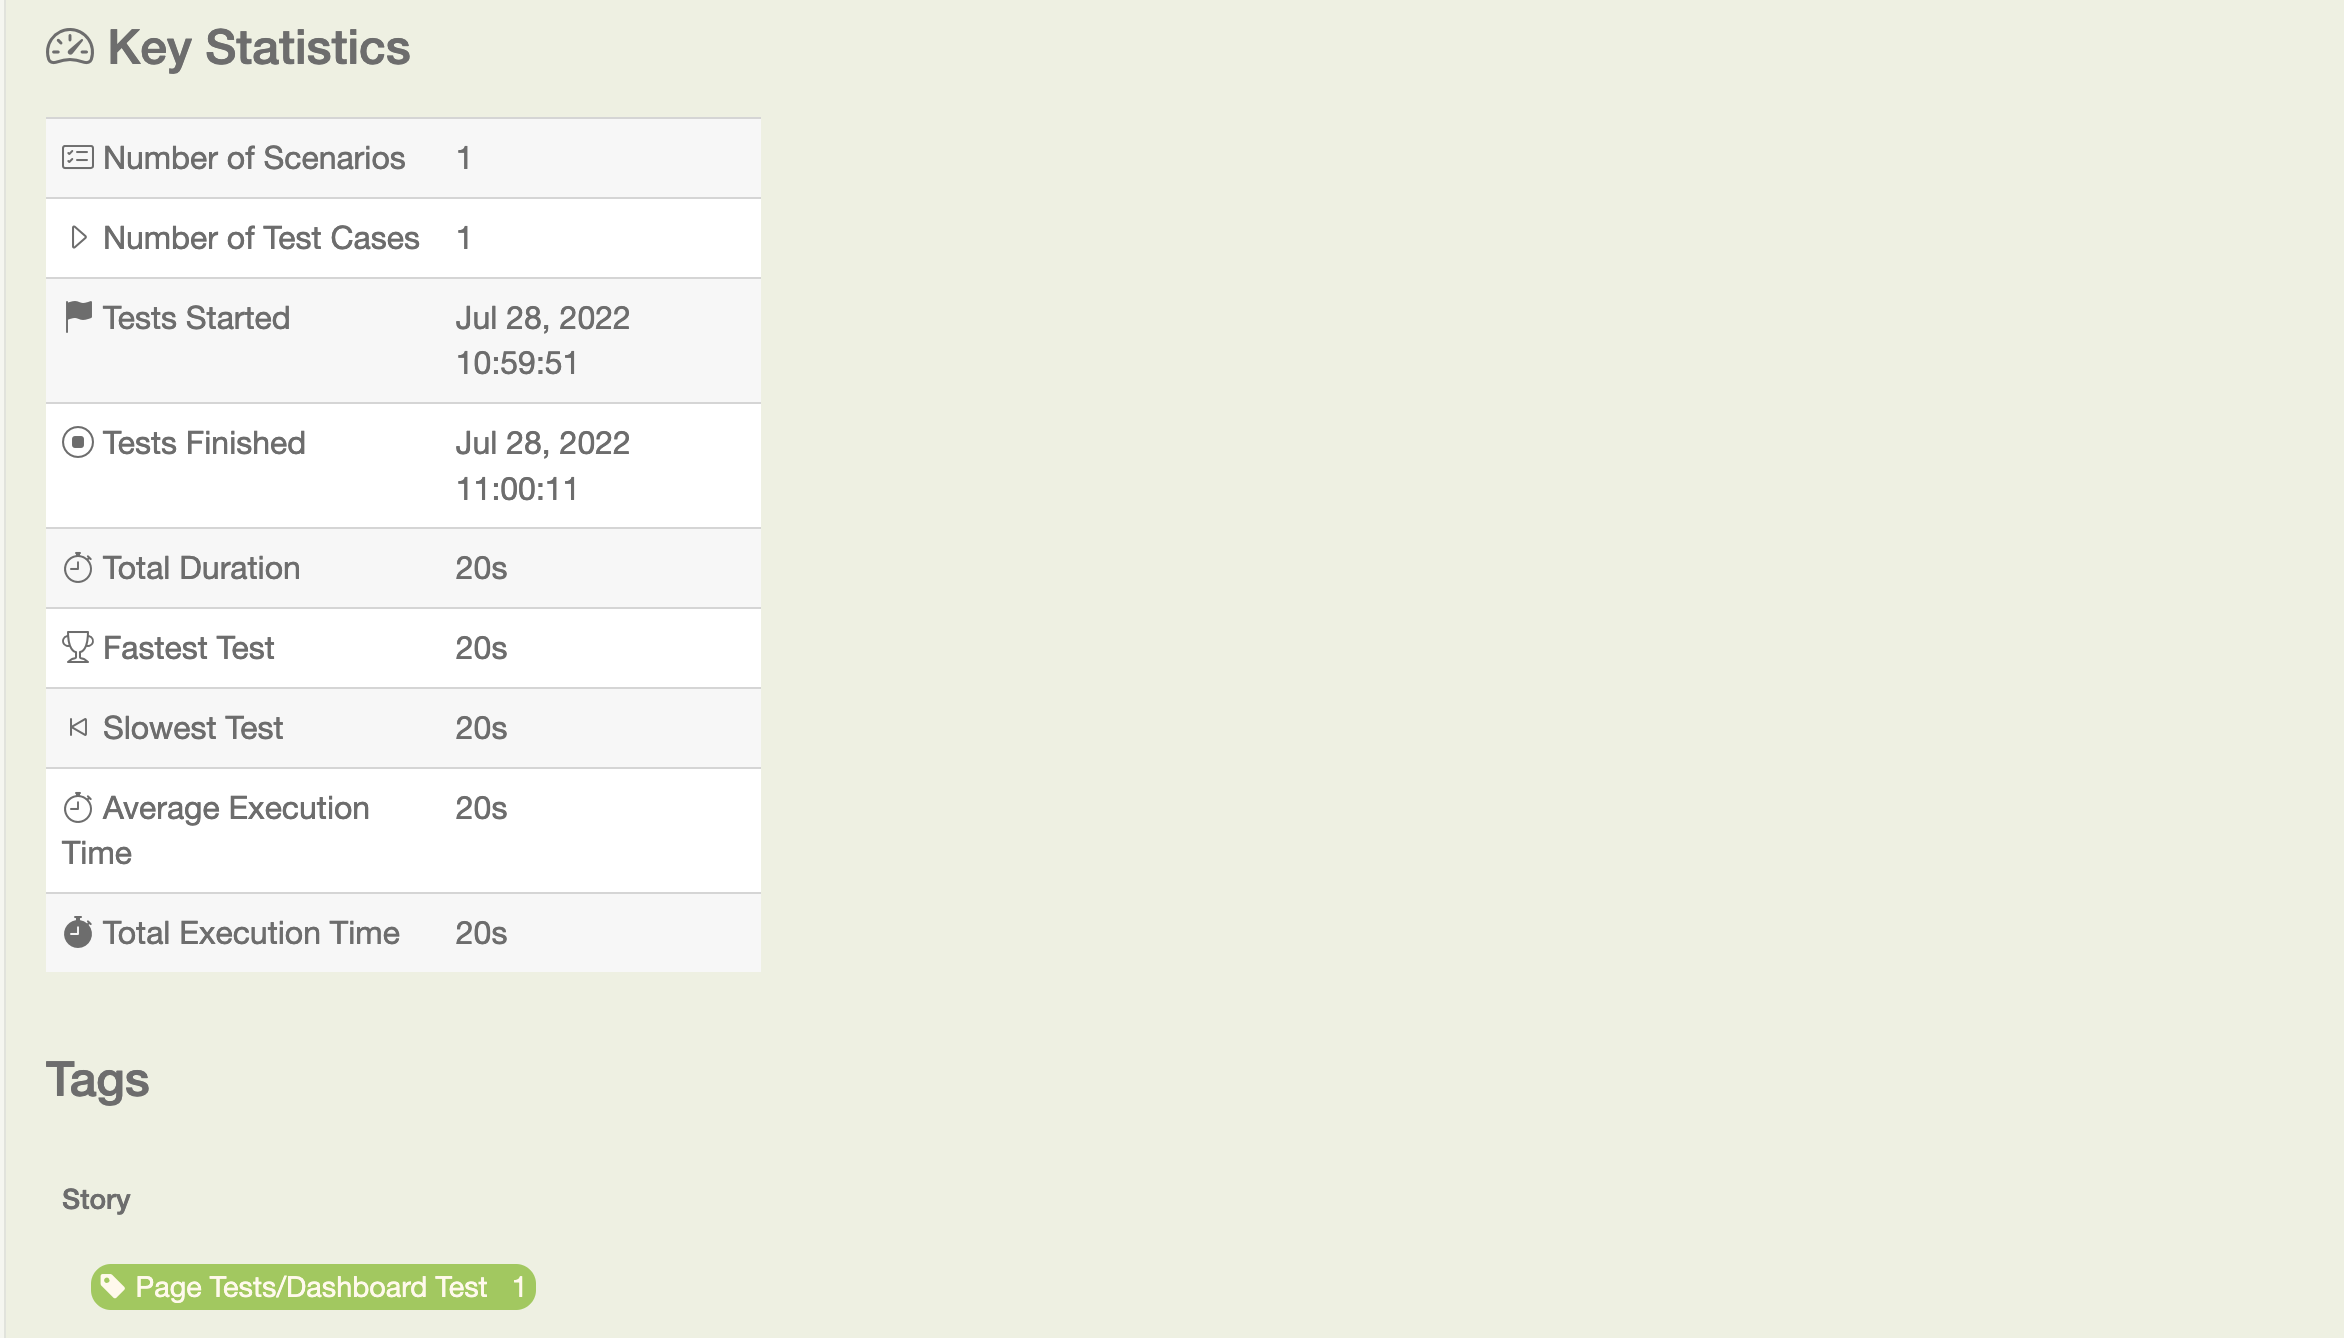 Key Statistics
Number of Scenarios 1
Number of Test Cases 1
Tests Started Jul 28, 2022
10:59:51
Tests Finished Jul 28, 2022
11:00:11
Total Duration 20s
Fastest Test 20s
Slowest Test 20s
Average Execution 20s
Time
Total Execution Time 20s
Tags
Story
Page Tests/Dashboard Test 1